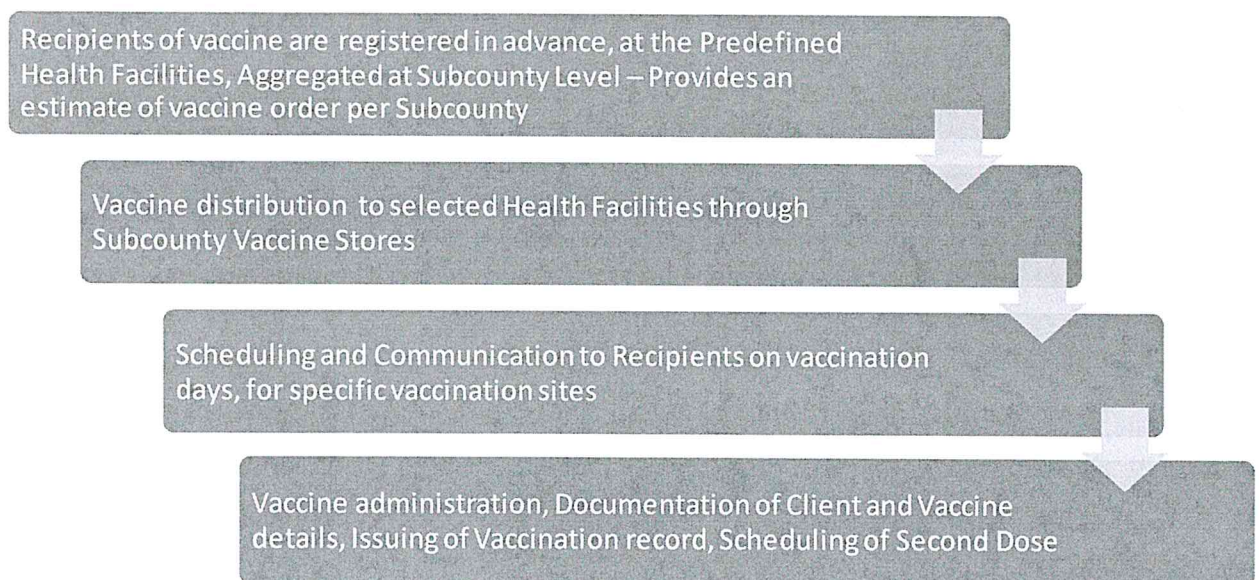 Recipients of vaccine are registered in advance, at the Predefined
Health Facilities, Aggregated at Subcounty Level – Provides an
estimate of vaccine order per Subcounty
Vaccine distribution to selected Health Facilities through
Subcounty Vaccine Stores
Scheduling and Communication to Recipients on vaccination
days, for specific vaccination sites
Vaccine administration, Documentation of Client and Vaccine
details, Issuing of Vaccination record, Scheduling of Second Dose